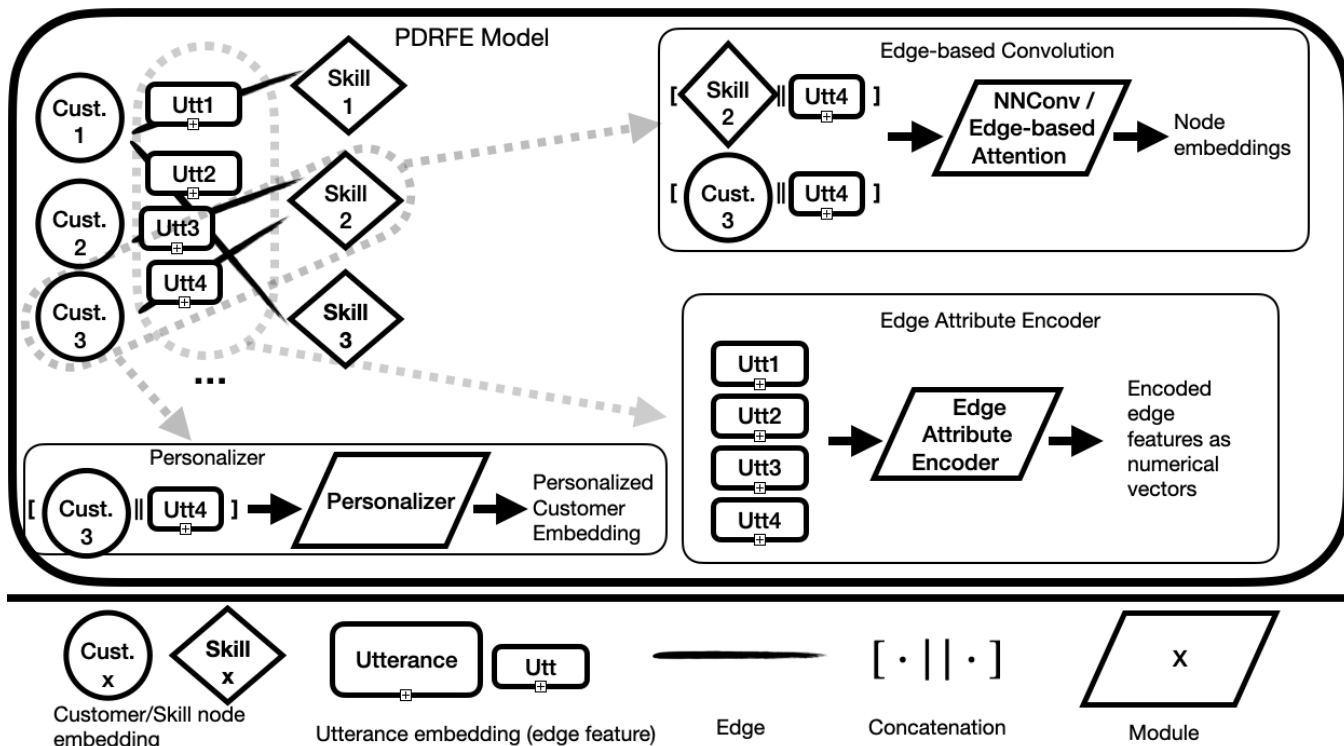 PDRFE Model
Cust.
1
Utt1
Skill
1
Utt2
Cust.
2
Utt3
Skill
2
Utt4
Cust.
3
Skill
3
...
Edge-based Convolution
[ Skill
2 || Utt4 ]
[ Cust.
3 || Utt4 ]
NNConv /
Edge-based
Attention
Node
embeddings
Edge Attribute Encoder
Utt1
Utt2
Utt3
Utt4
Edge
Attribute
Encoder
Encoded
edge
features as
numerical
vectors
Personalizer
[ Cust.
3 || Utt4 ]
Personalizer
Personalized
Customer
Embedding
Cust.
x
Skill
x
Customer/Skill node
embedding
Utterance
Utt
Utterance embedding (edge feature)
Edge
[ · || · ]
Concatenation
X
Module